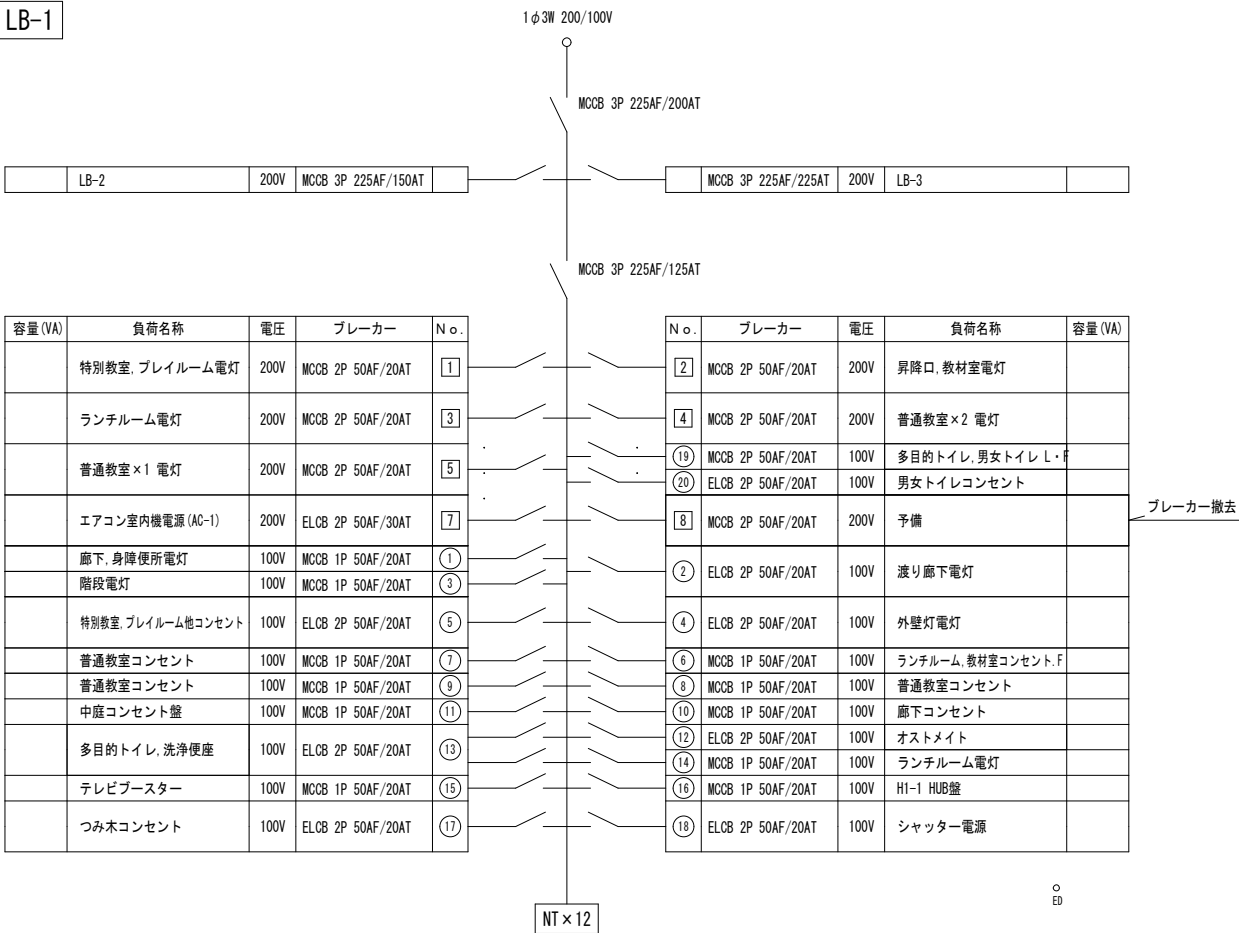 LB-1
1φ3W 200/100V
MCCB 3P 225AF/200AT
LB-2 200V MCCB 3P 225AF/150AT
MCCB 3P 225AF/225AT 200V LB-3
MCCB 3P 225AF/125AT
容量(VA) 負荷名称 電圧 ブレーカー No.
特別教室,プレイルーム電灯 200V MCCB 2P 50AF/20AT 1
ランチルーム電灯 200V MCCB 2P 50AF/20AT 3
普通教室×1 電灯 200V MCCB 2P 50AF/20AT 5
エアコン室内機電源(AC-1) 200V ELCB 2P 50AF/30AT 7
廊下,身障便所電灯 100V MCCB 1P 50AF/20AT 1
階段電灯 100V MCCB 1P 50AF/20AT 3
特別教室,プレイルーム他コンセント 100V ELCB 2P 50AF/20AT 5
普通教室コンセント 100V MCCB 1P 50AF/20AT 7
普通教室コンセント 100V MCCB 1P 50AF/20AT 9
中庭コンセント盤 100V MCCB 1P 50AF/20AT 11
多目的トイレ,洗浄便座 100V ELCB 2P 50AF/20AT 13
テレビブースター 100V MCCB 1P 50AF/20AT 15
つみ木コンセント 100V ELCB 2P 50AF/20AT 17
No. ブレーカー 電圧 負荷名称 容量(VA)
2 MCCB 2P 50AF/20AT 200V 昇降口,教材室電灯
4 MCCB 2P 50AF/20AT 200V 普通教室×2 電灯
19 MCCB 2P 50AF/20AT 100V 多目的トイレ,男女トイレ L・F
20 ELCB 2P 50AF/20AT 100V 男女トイレコンセント
8 MCCB 2P 50AF/20AT 200V 予備
ブレーカー撤去
2 ELCB 2P 50AF/20AT 100V 渡り廊下電灯
4 ELCB 2P 50AF/20AT 100V 外壁灯電灯
6 MCCB 1P 50AF/20AT 100V ランチルーム,教材室コンセント.F
8 MCCB 1P 50AF/20AT 100V 普通教室コンセント
10 MCCB 1P 50AF/20AT 100V 廊下コンセント
12 ELCB 2P 50AF/20AT 100V オストメイト
14 MCCB 1P 50AF/20AT 100V ランチルーム電灯
16 MCCB 1P 50AF/20AT 100V H1-1 HUB盤
18 ELCB 2P 50AF/20AT 100V シャッター電源
ED
NT×12